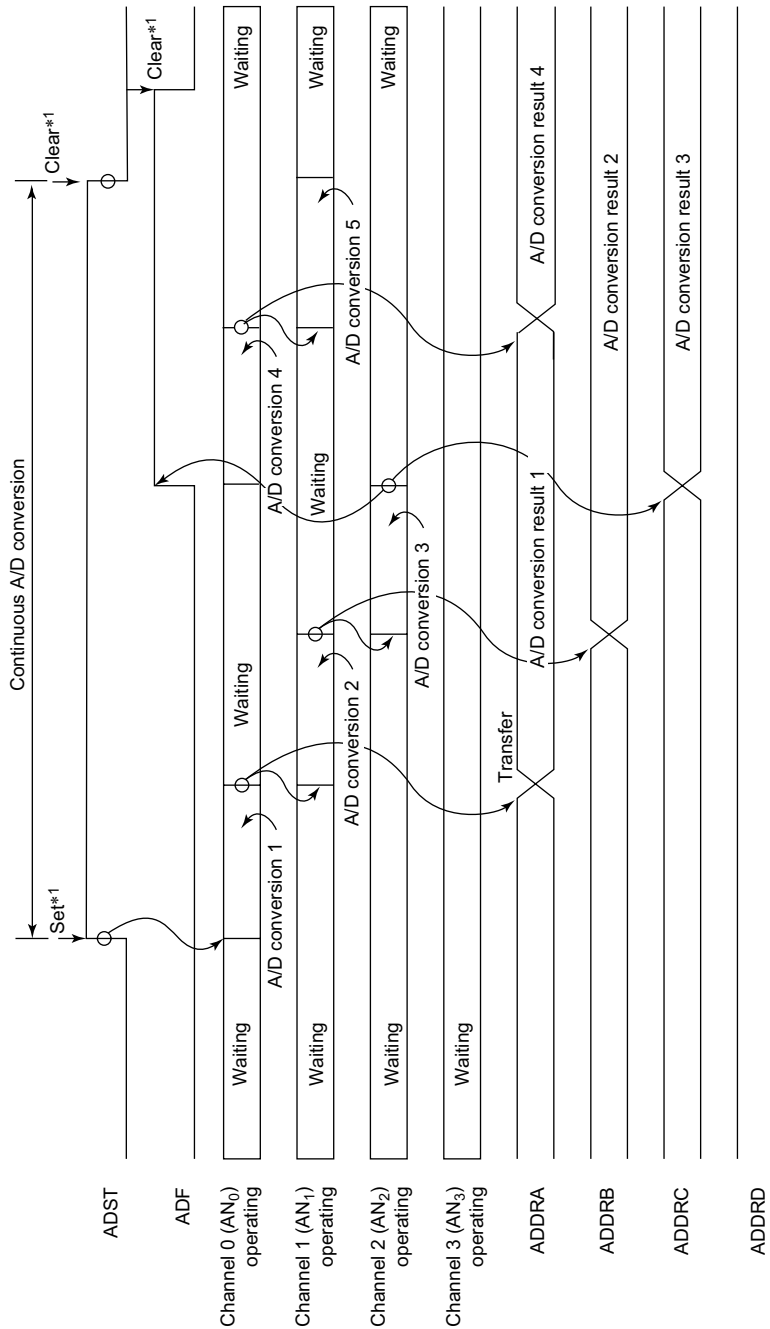 Continuous A/D conversion
Set*1
Clear*1
Clear*1
ADST
ADF
Channel 0 (AN0)
operating
Waiting
A/D conversion 1
Waiting
A/D conversion 4
Waiting
Channel 1 (AN1)
operating
Waiting
A/D conversion 2
Waiting
A/D conversion 5
Waiting
Channel 2 (AN2)
operating
Waiting
A/D conversion 3
Waiting
Channel 3 (AN3)
operating
Waiting
Transfer
ADDRA
A/D conversion result 1
A/D conversion result 4
ADDRB
A/D conversion result 2
ADDRC
A/D conversion result 3
ADDRD